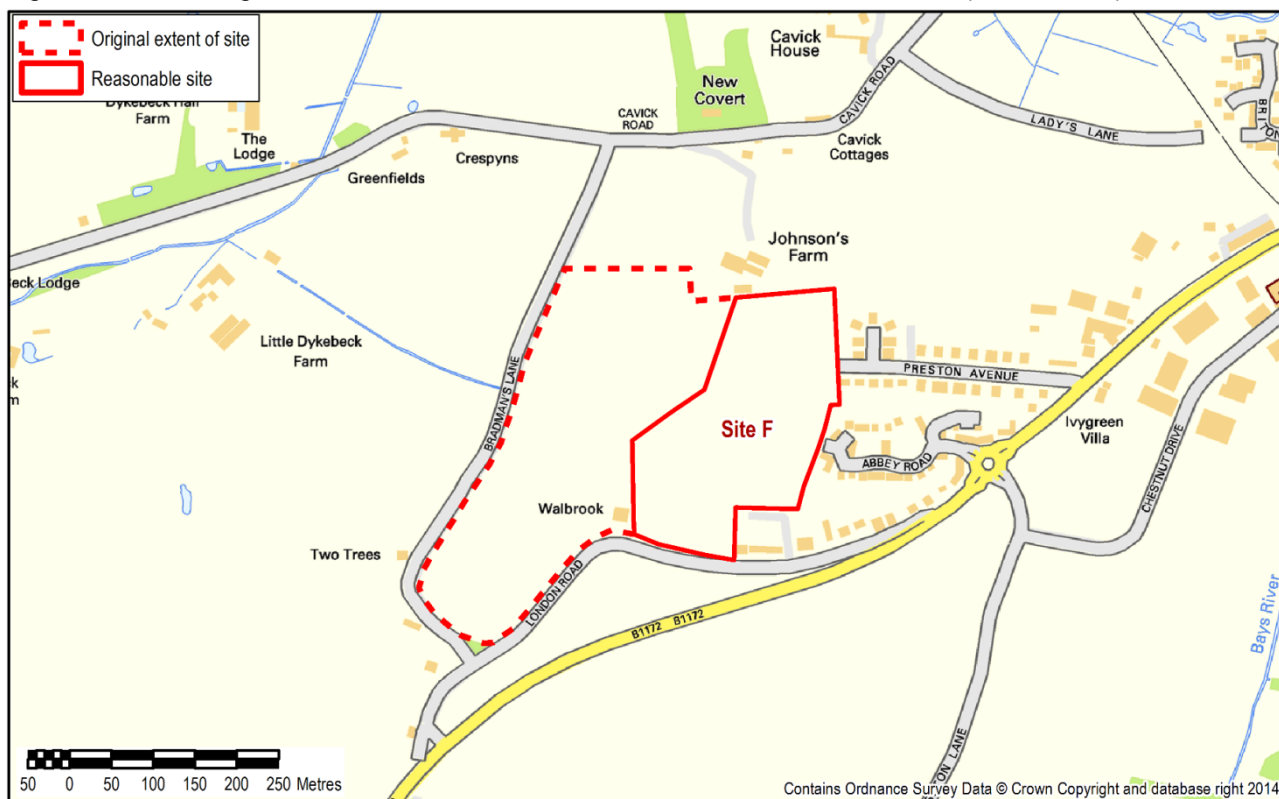 Original extent of site
Reasonable site
Cavick
House
New
Covert
CAVICK
ROAD
CAVICK ROAD
LADY'S LANE
Farm
The
Lodge
Crespyns
Greenfields
Cavick
Cottages
Johnson's
Farm
eck Lodge
Little Dykebeck
Farm
BRADMAN'S LANE
PRESTON AVENUE
Ivygreen
Villa
Site F
ABBEY ROAD
CHESTNUT DRIVE
Walbrook
Two Trees
LONDON ROAD
B1172 B1172
Bays River
LANE
50 0 50 100 150 200 250 Metres
Contains Ordnance Survey Data © Crown Copyright and database right 2014